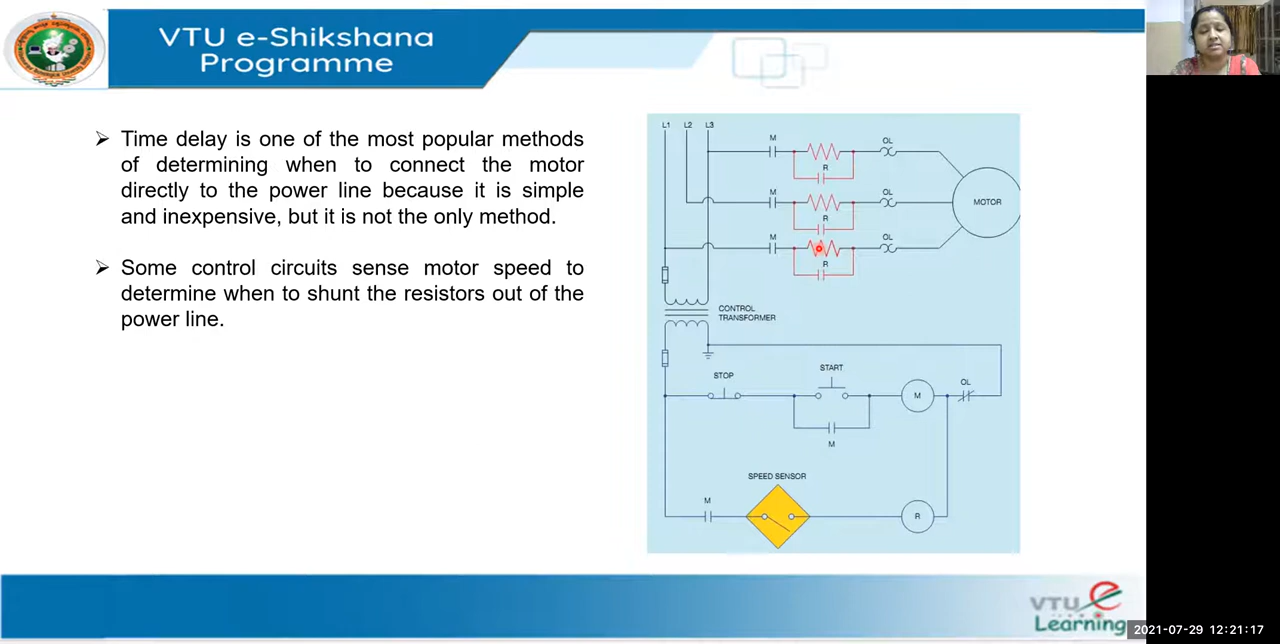 VTU e-Shikshana
Programme
➢ Time delay is one of the most popular methods
of determining when to connect the motor
directly to the power line because it is simple
and inexpensive, but it is not the only method.
➢ Some control circuits sense motor speed to
determine when to shunt the resistors out of the
power line.
L1 L2 L3
M OL
R
M OL
R
MOTOR
M OL
R
CONTROL
TRANSFORMER
STOP START OL
M
M
SPEED SENSOR
M
R
VTU e
Learning
2021-07-29 12:21:17